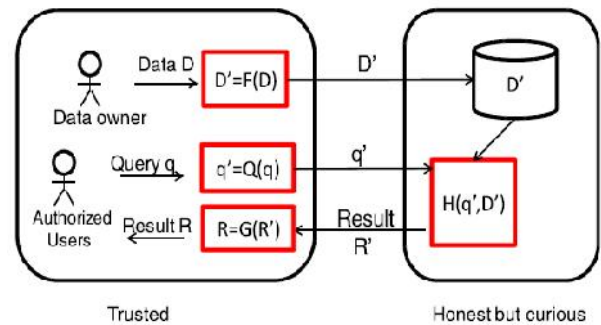 Data D
D'=F(D)
D'
D'
Data owner
Query q
q'=Q(q)
q'
H(q',D')
Authorized
Users
Result R
R=G(R')
Result
R'
Trusted
Honest but curious